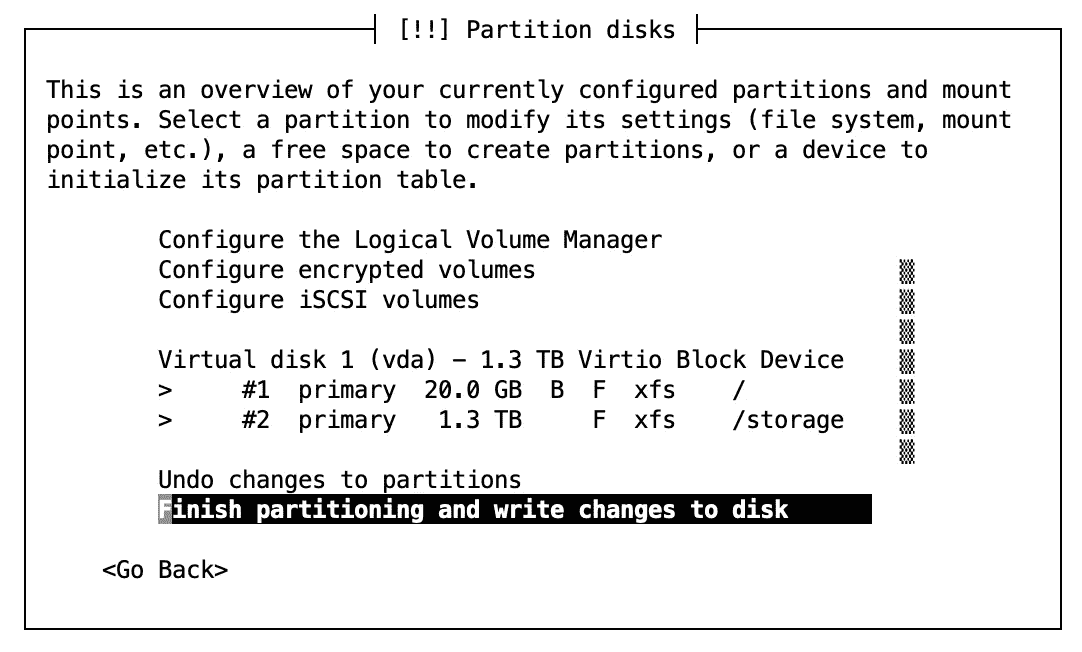 [!!] Partition disks
This is an overview of your currently configured partitions and mount
points. Select a partition to modify its settings (file system, mount
point, etc.), a free space to create partitions, or a device to
initialize its partition table.
Configure the Logical Volume Manager
Configure encrypted volumes
Configure iSCSI volumes
Virtual disk 1 (vda) – 1.3 TB Virtio Block Device
> #1 primary 20.0 GB B F xfs /
> #2 primary 1.3 TB F xfs /storage
Undo changes to partitions
Finish partitioning and write changes to disk
<Go Back>